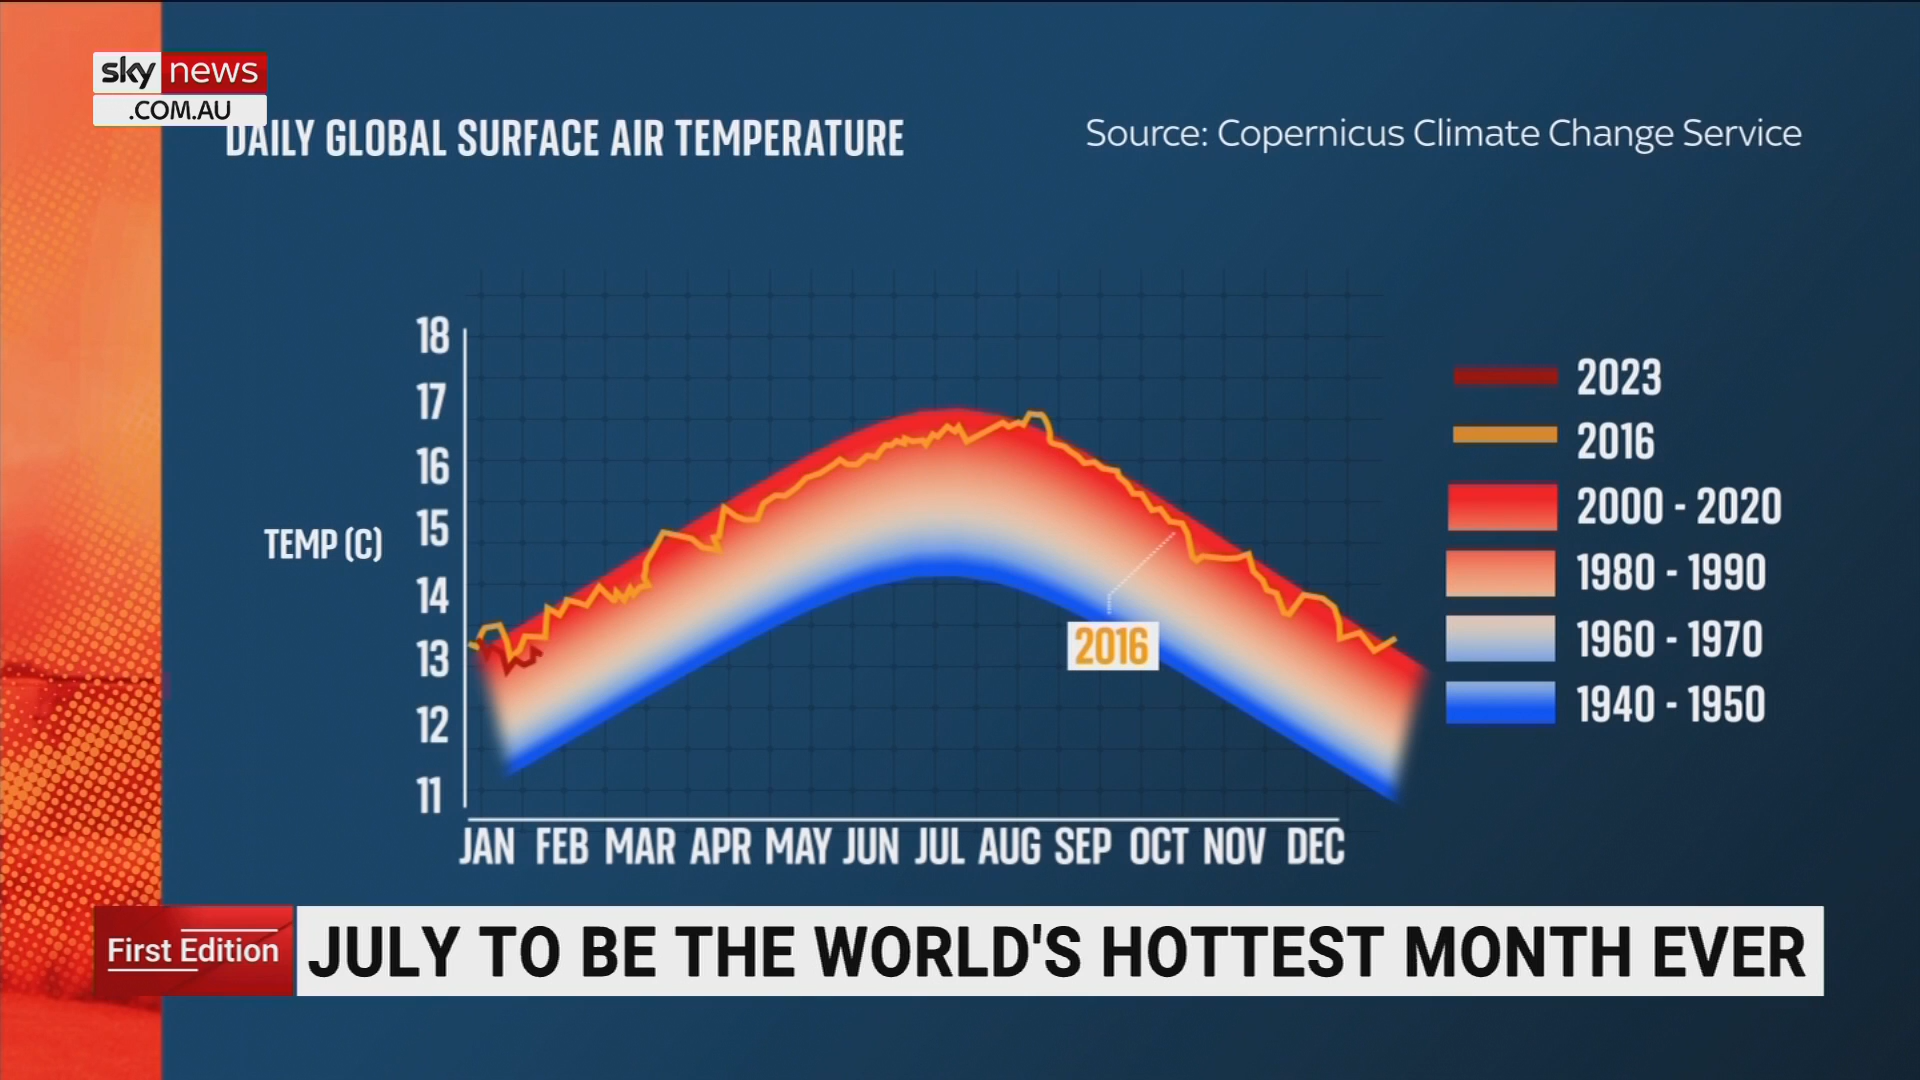 sky news
.COM.AU
DAILY GLOBAL SURFACE AIR TEMPERATURE
Source: Copernicus Climate Change Service
18
17
16
15
14
13
12
11
TEMP (C)
JAN FEB MAR APR MAY JUN JUL AUG SEP OCT NOV DEC
2016
2023
2016
2000 - 2020
1980 - 1990
1960 - 1970
1940 - 1950
First Edition
JULY TO BE THE WORLD'S HOTTEST MONTH EVER